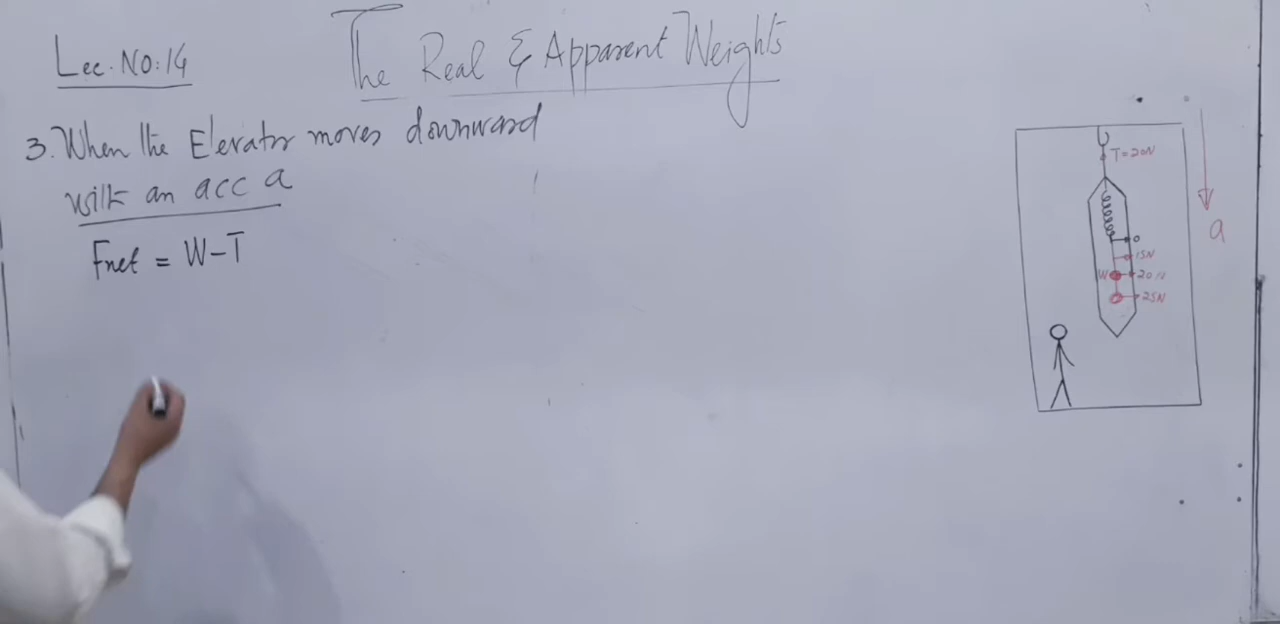 Lec. No: 14
The Real & Apparent Weights
3. When the Elevator moves downward
with an acc a
Fnet = W - T
T = 20N
a
o
15N
W 20N
25N